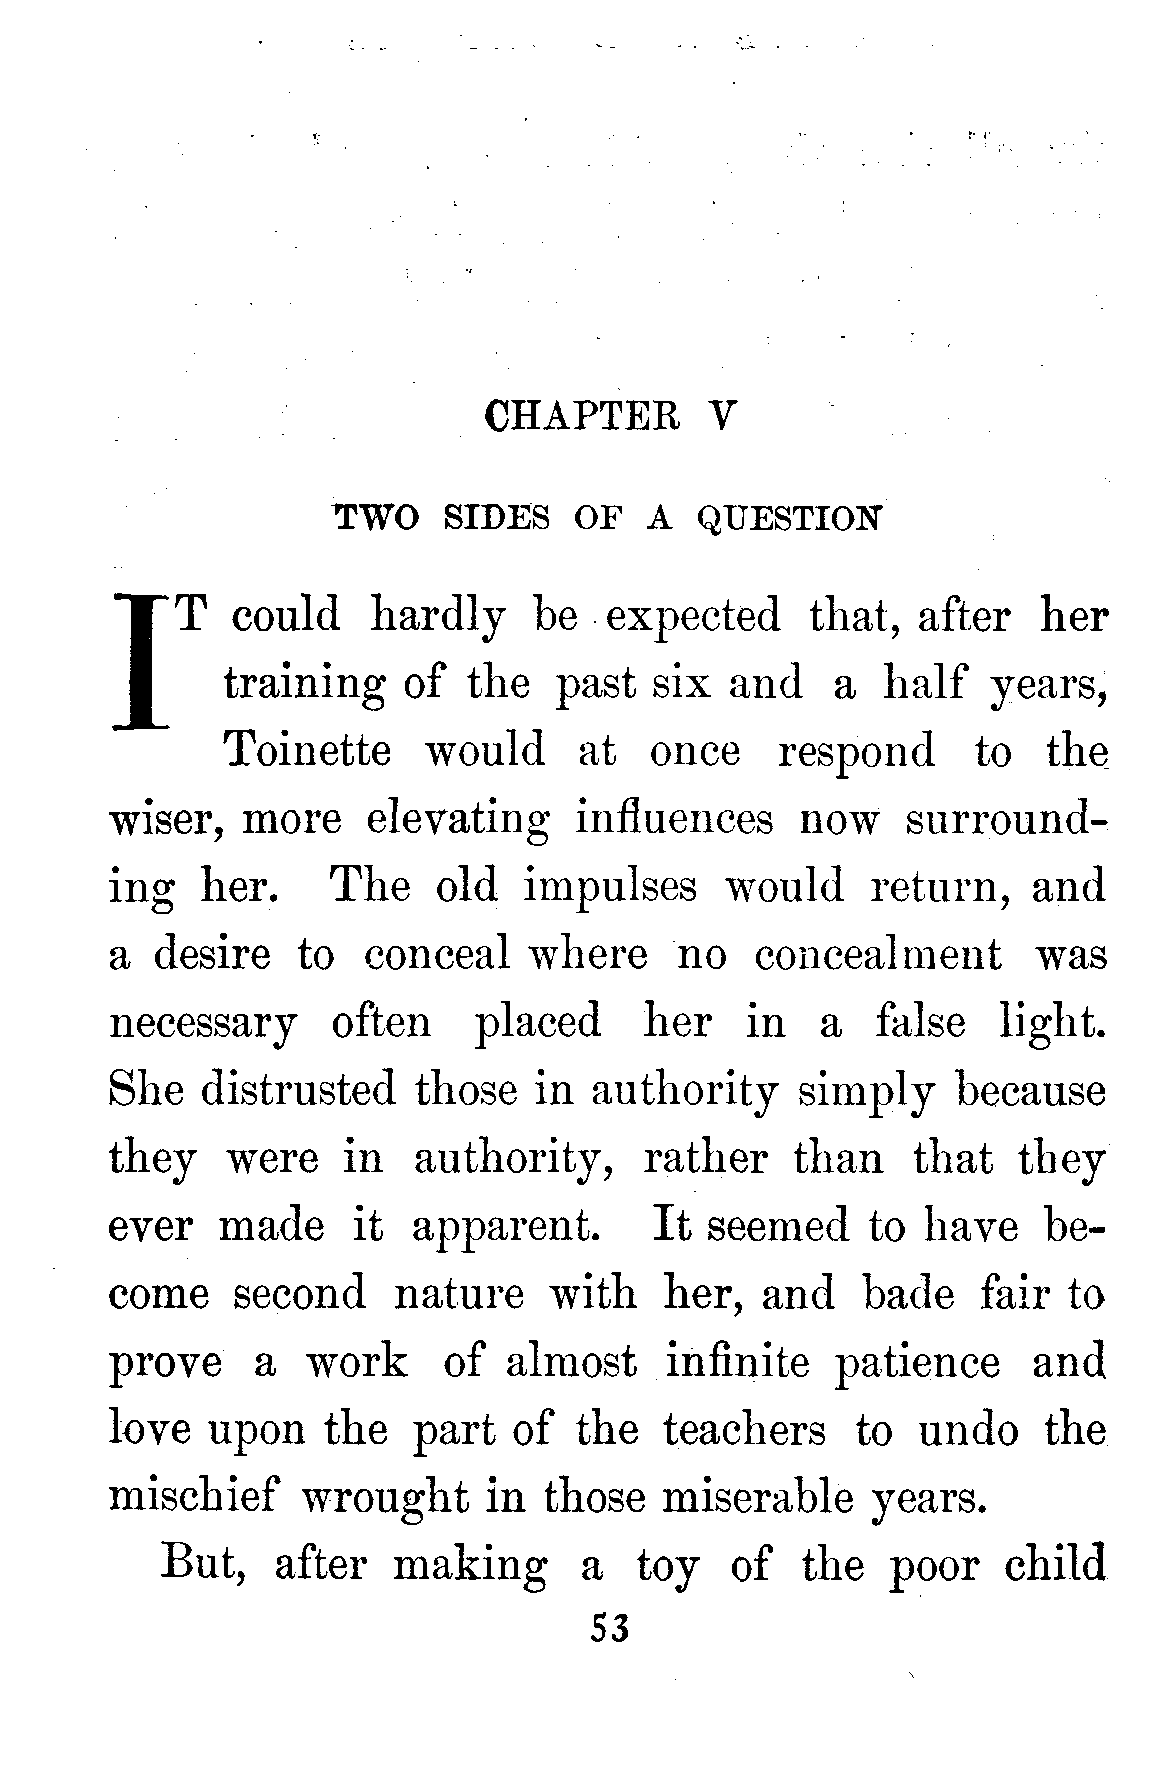 CHAPTER V
TWO SIDES OF A QUESTION
IT could hardly be expected that, after her
training of the past six and a half years,
Toinette would at once respond to the
wiser, more elevating influences now surround-
ing her. The old impulses would return, and
a desire to conceal where no concealment was
necessary often placed her in a false light.
She distrusted those in authority simply because
they were in authority, rather than that they
ever made it apparent. It seemed to have be-
come second nature with her, and bade fair to
prove a work of almost infinite patience and
love upon the part of the teachers to undo the
mischief wrought in those miserable years.
But, after making a toy of the poor child
53